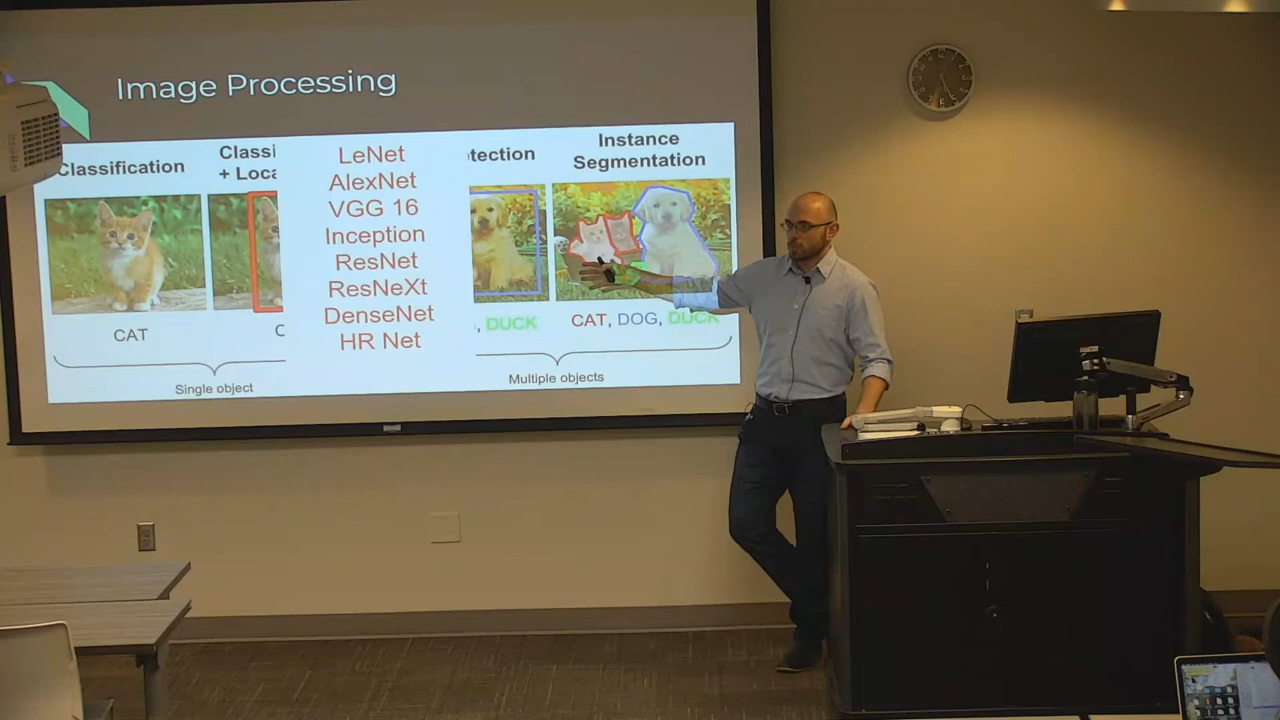 Image Processing
Classification
Classi
+ Loca
LeNet
AlexNet
VGG 16
Inception
ResNet
ResNeXt
DenseNet
HR Net
tection
Instance
Segmentation
CAT
C
, DUCK
CAT, DOG, DUCK
Single object
Multiple objects